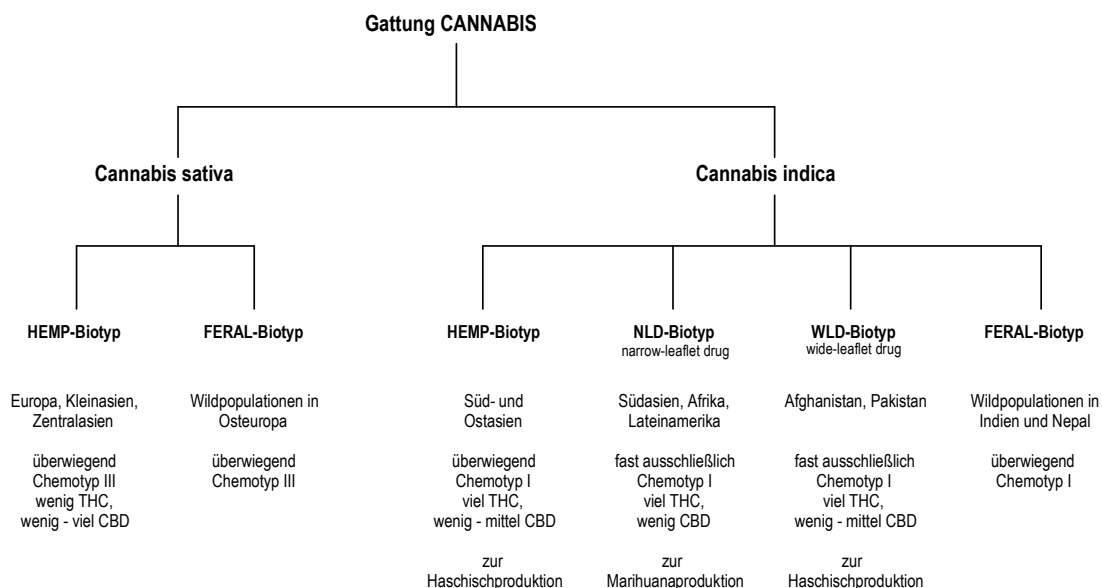 Gattung CANNABIS
Cannabis sativa
Cannabis indica
HEMP-Biotyp
Europa, Kleinasien,
Zentralasien
überwiegend
Chemotyp III
wenig THC,
wenig - viel CBD
FERAL-Biotyp
Wildpopulationen in
Osteuropa
überwiegend
Chemotyp III
HEMP-Biotyp
Süd- und
Ostasien
überwiegend
Chemotyp I
viel THC,
wenig - mittel CBD
zur
Haschischproduktion
NLD-Biotyp
narrow-leaflet drug
Südasien, Afrika,
Lateinamerika
fast ausschließlich
Chemotyp I
viel THC,
wenig CBD
zur
Marihuanaproduktion
WLD-Biotyp
wide-leaflet drug
Afghanistan, Pakistan
fast ausschließlich
Chemotyp I
viel THC,
wenig - mittel CBD
zur
Haschischproduktion
FERAL-Biotyp
Wildpopulationen in
Indien und Nepal
überwiegend
Chemotyp I